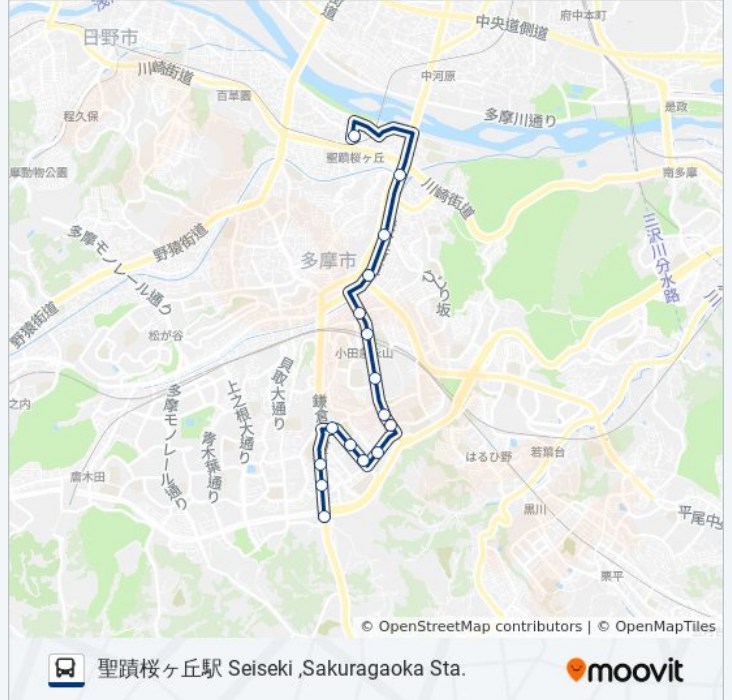 浅
道
中央道側道
府中本町
日野市
川崎街道
中河原
百草園
程久保
多摩川通り
是政
聖蹟桜ヶ丘
摩動物公園
南多摩
川崎街道
野猿街道
多摩モノレール通り
多摩市
三沢川分水路
川
野猿街道
松が谷
小田急
山
貝取大通り
之内
上之根大通り
鎌倉
多摩モノレール通り
青木葉通り
はるひ野
若葉台
唐木田
黒川
平尾中
栗平
© OpenStreetMap contributors | © OpenMapTiles
聖蹟桜ヶ丘駅 Seiseki ,Sakuragaoka Sta.
moovit